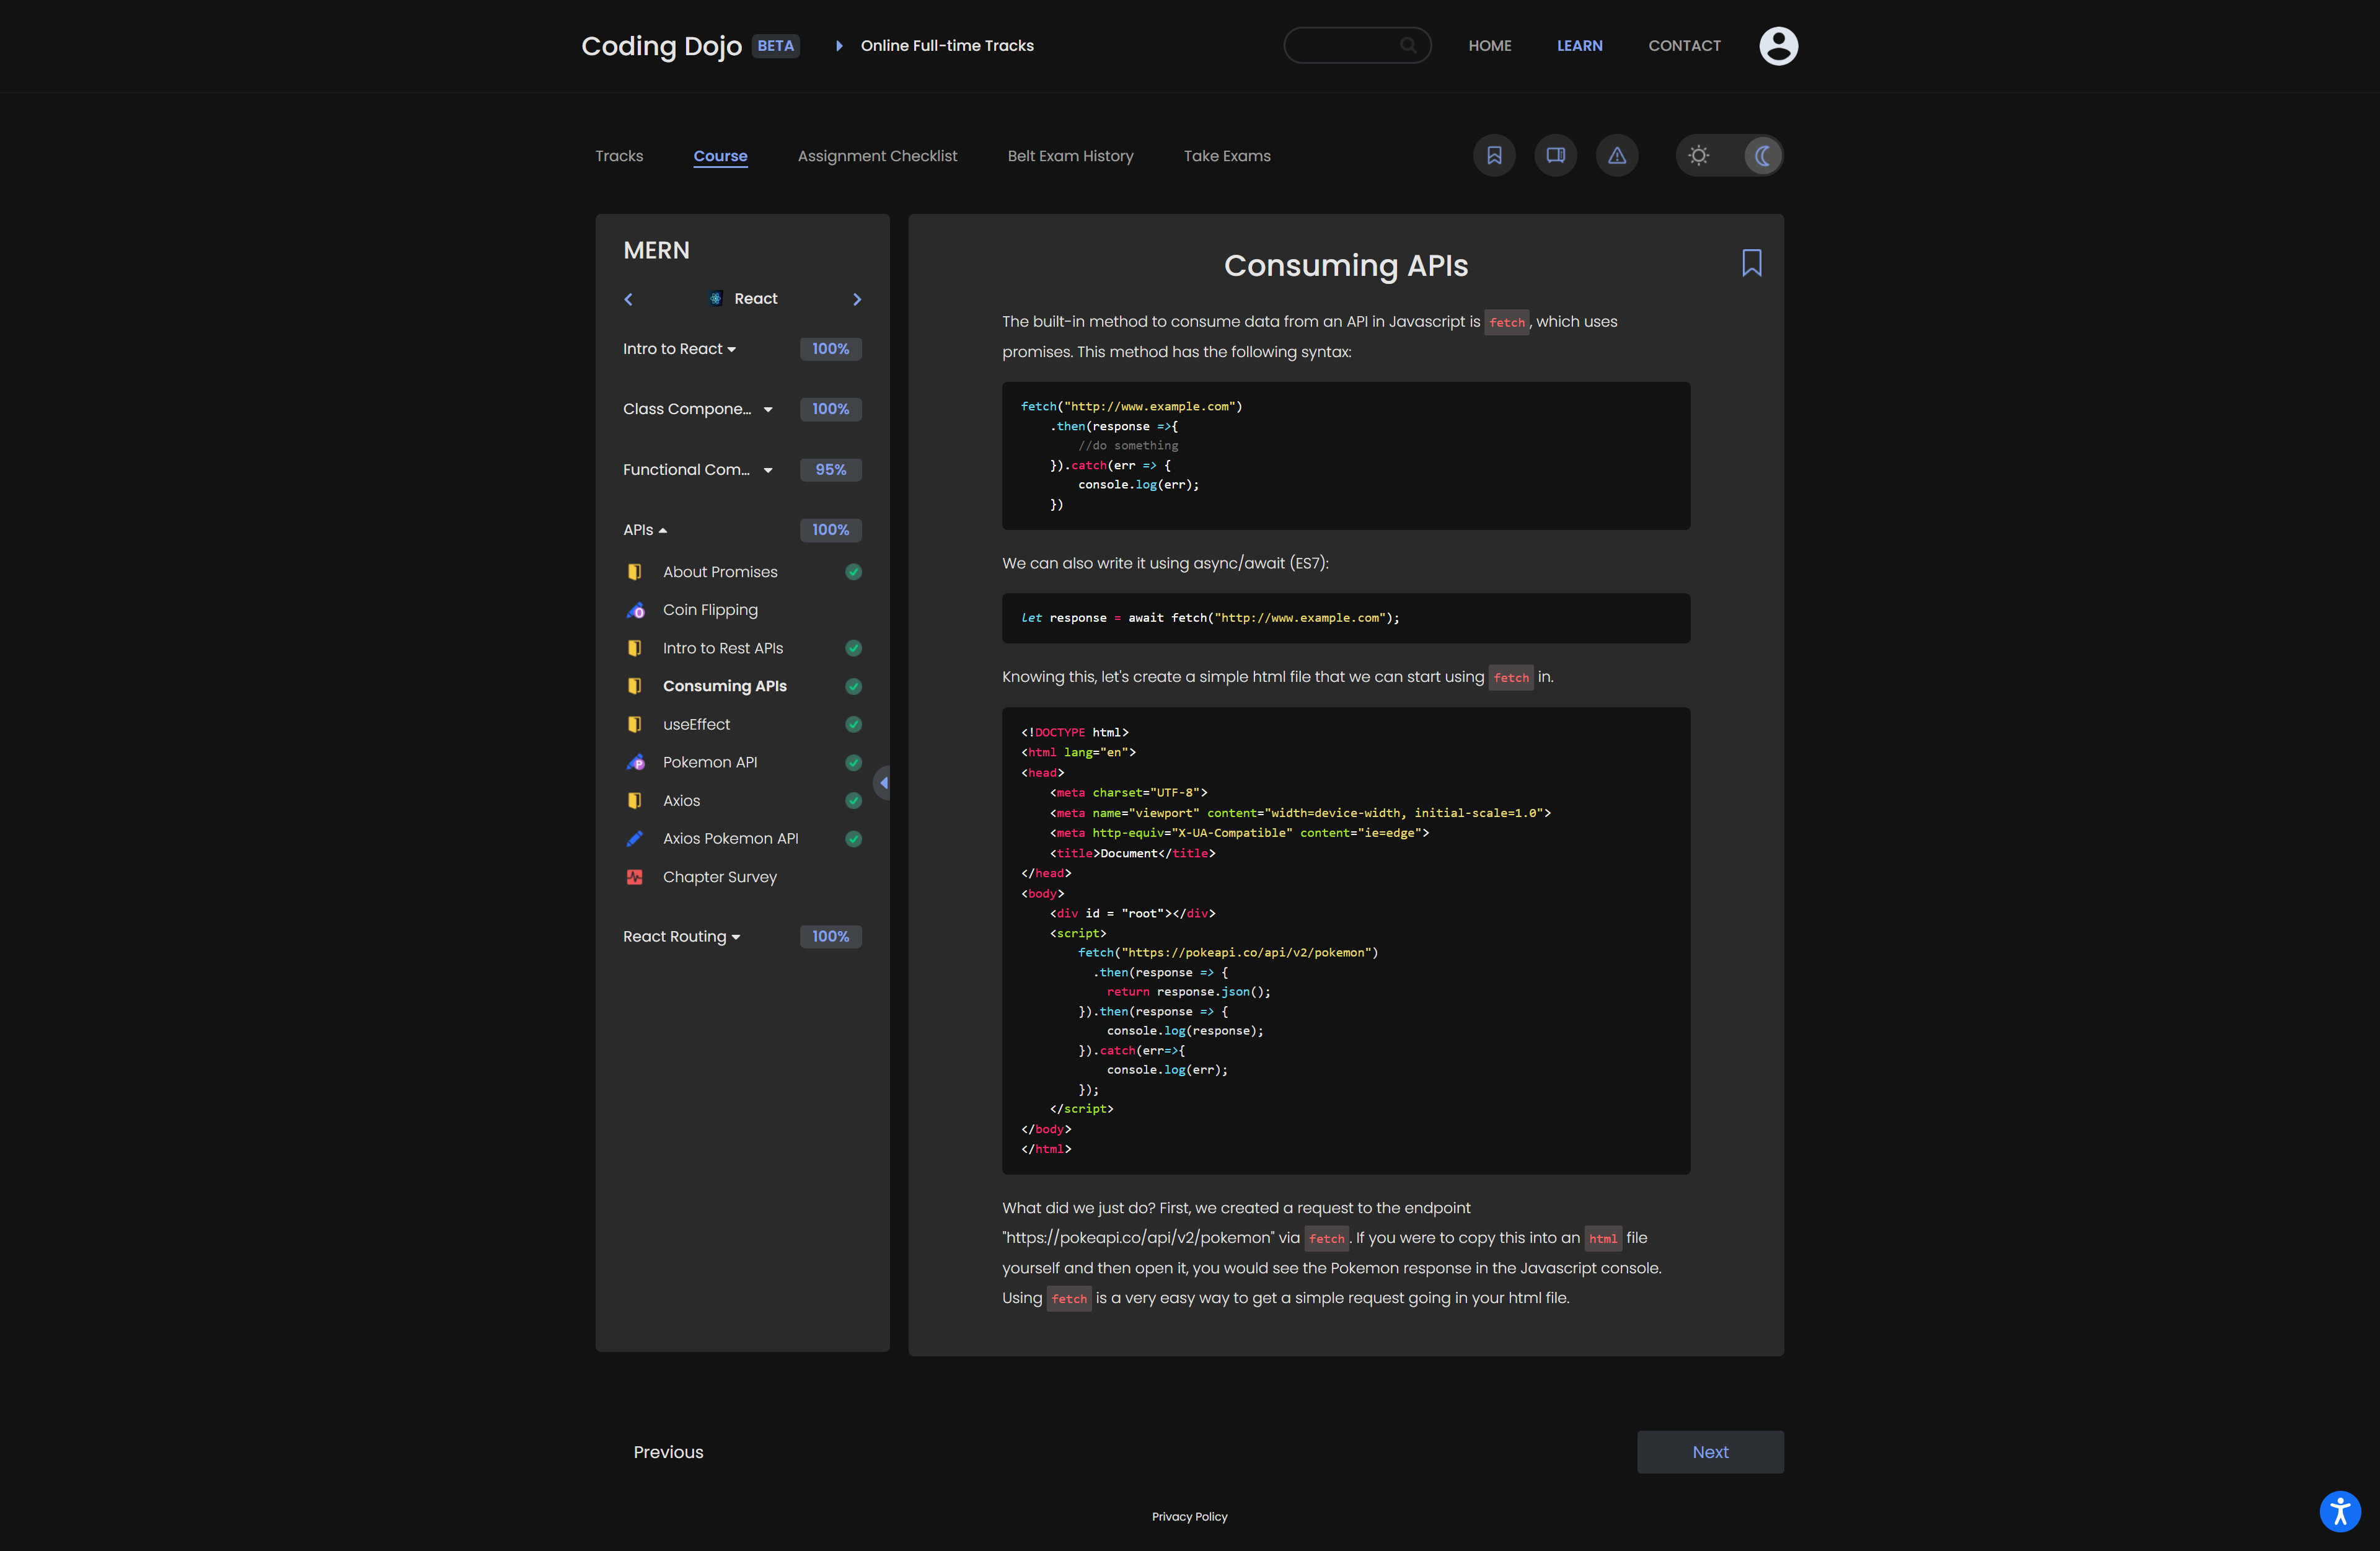 Coding Dojo BETA Online Full-time Tracks HOME LEARN CONTACT
Tracks Course Assignment Checklist Belt Exam History Take Exams
MERN
React
Intro to React 100%
Class Compone... 100%
Functional Com... 95%
APIs 100%
About Promises
Coin Flipping
Intro to Rest APIs
Consuming APIs
useEffect
Pokemon API
Axios
Axios Pokemon API
Chapter Survey
React Routing 100%
Consuming APIs
The built-in method to consume data from an API in Javascript is fetch, which uses
promises. This method has the following syntax:
fetch("http://www.example.com")
    .then(response =>{
        //do something
    }).catch(err => {
        console.log(err);
    })
We can also write it using async/await (ES7):
let response = await fetch("http://www.example.com");
Knowing this, let's create a simple html file that we can start using fetch in.
<!DOCTYPE html>
<html lang="en">
<head>
    <meta charset="UTF-8">
    <meta name="viewport" content="width=device-width, initial-scale=1.0">
    <meta http-equiv="X-UA-Compatible" content="ie=edge">
    <title>Document</title>
</head>
<body>
    <div id = "root"></div>
    <script>
        fetch("https://pokeapi.co/api/v2/pokemon")
          .then(response => {
            return response.json();
        }).then(response => {
            console.log(response);
        }).catch(err=>{
            console.log(err);
        });
    </script>
</body>
</html>
What did we just do? First, we created a request to the endpoint
"https://pokeapi.co/api/v2/pokemon" via fetch. If you were to copy this into an html file
yourself and then open it, you would see the Pokemon response in the Javascript console.
Using fetch is a very easy way to get a simple request going in your html file.
Previous
Next
Privacy Policy